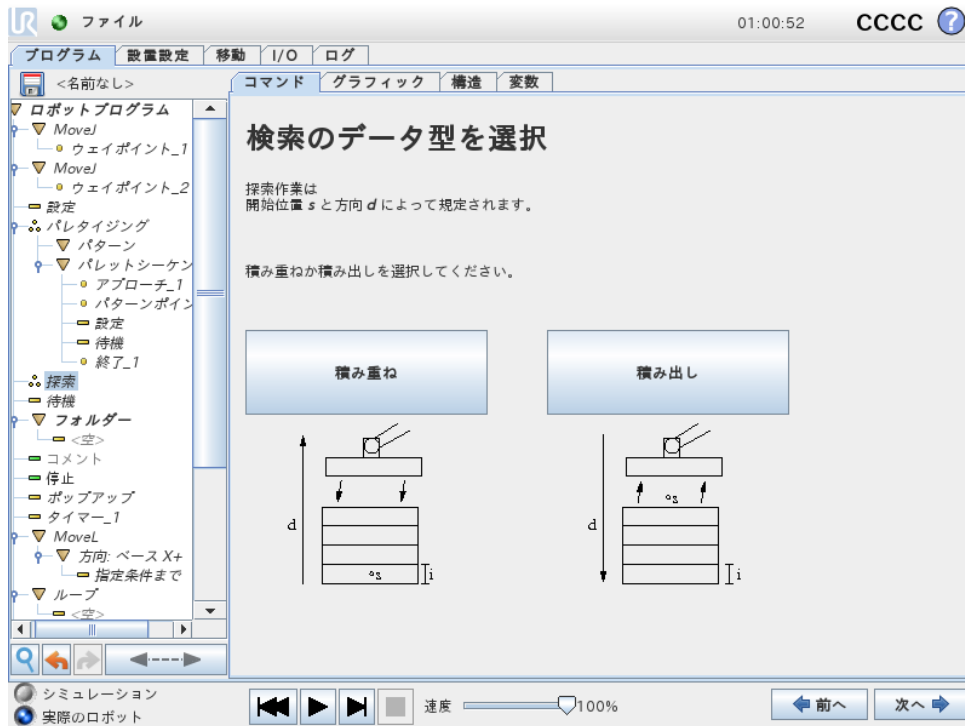 UR ファイル 01:00:52 CCCC ?
プログラム 設置設定 移動 I/O ログ
<名前なし>
コマンド グラフィック 構造 変数
ロボットプログラム
MoveJ
ウェイポイント_1
MoveJ
ウェイポイント_2
設定
パレタイジング
パターン
パレットシーケン
アプローチ_1
パターンポイン
設定
待機
終了_1
探索
待機
フォルダー
<空>
コメント
停止
ポップアップ
タイマー_1
MoveL
方向: ベース X+
指定条件まで
ループ
<空>
検索のデータ型を選択
探索作業は
開始位置 s と方向 d によって規定されます。
積み重ねか積み出しを選択してください。
積み重ね 積み出し
d s i
d s i
シミュレーション
実際のロボット
速度 100%
前へ 次へ